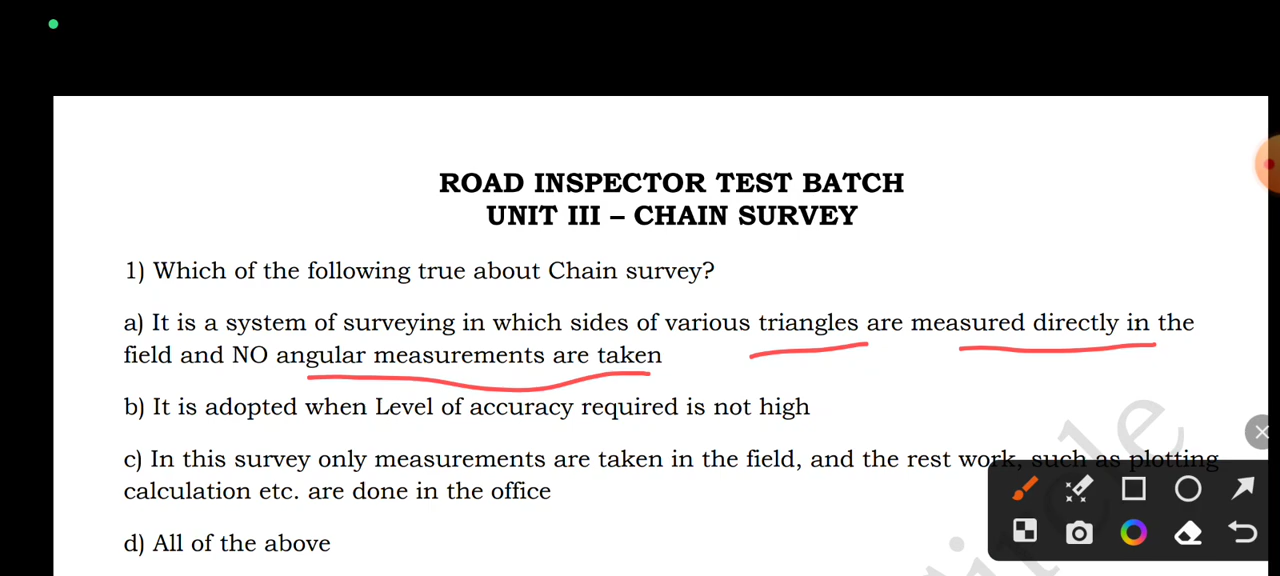 ROAD INSPECTOR TEST BATCH
UNIT III – CHAIN SURVEY
1) Which of the following true about Chain survey?
a) It is a system of surveying in which sides of various triangles are measured directly in the
field and NO angular measurements are taken
b) It is adopted when Level of accuracy required is not high
c) In this survey only measurements are taken in the field, and the rest work, such as plotting
calculation etc. are done in the office
d) All of the above